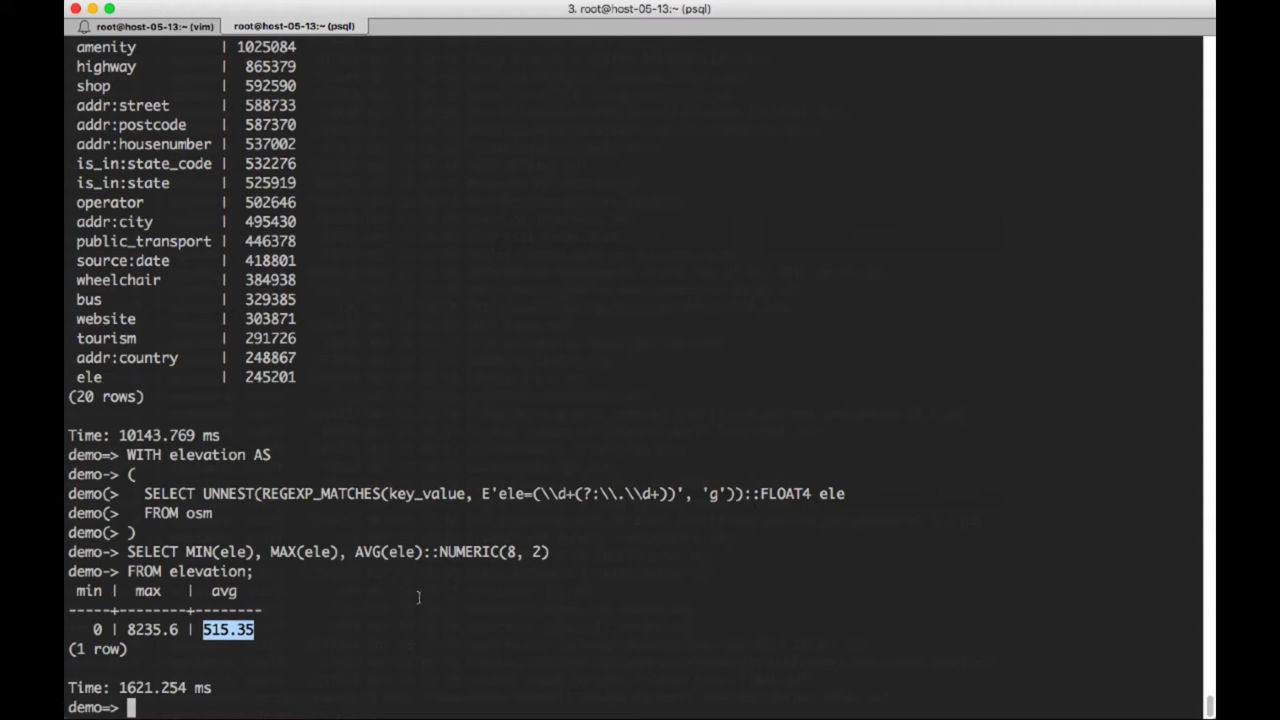 3. root@host-05-13:~ (psql)
root@host-05-13:~ (vim) root@host-05-13:~ (psql)
amenity | 1025084
highway | 865379
shop | 592590
addr:street | 588733
addr:postcode | 587370
addr:housenumber | 537002
is_in:state_code | 532276
is_in:state | 525919
operator | 502646
addr:city | 495430
public_transport | 446378
source:date | 418801
wheelchair | 384938
bus | 329385
website | 303871
tourism | 291726
addr:country | 248867
ele | 245201
(20 rows)
Time: 10143.769 ms
demo=> WITH elevation AS
demo-> (
demo(> SELECT UNNEST(REGEXP_MATCHES(key_value, E'ele=(\\d+(?:\\.\\d+))', 'g'))::FLOAT4 ele
demo(> FROM osm
demo(> )
demo-> SELECT MIN(ele), MAX(ele), AVG(ele)::NUMERIC(8, 2)
demo-> FROM elevation;
min | max | avg
-----+--------+--------
0 | 8235.6 | 515.35
(1 row)
Time: 1621.254 ms
demo=>